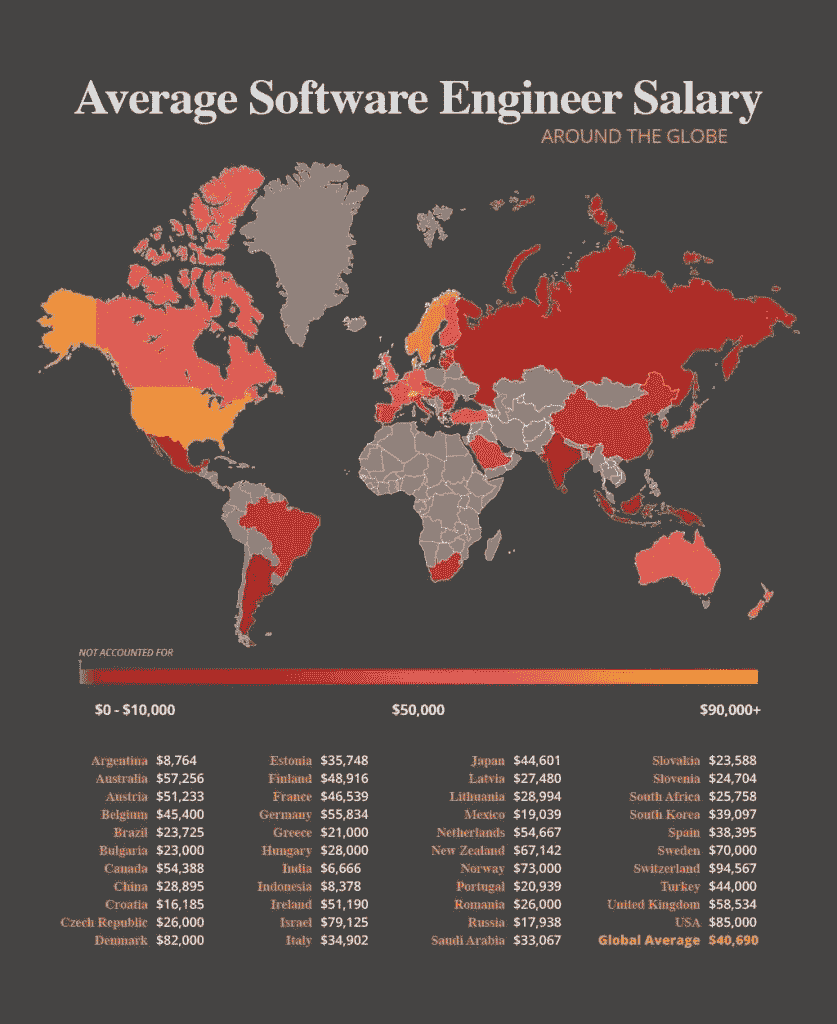 Average Software Engineer Salary
AROUND THE GLOBE
NOT ACCOUNTED FOR
$0 - $10,000 $50,000 $90,000+
Argentina $8,764
Australia $57,256
Austria $51,233
Belgium $45,400
Brazil $23,725
Bulgaria $23,000
Canada $54,388
China $28,895
Croatia $16,185
Czech Republic $26,000
Denmark $82,000
Estonia $35,748
Finland $48,916
France $46,539
Germany $55,834
Greece $21,000
Hungary $28,000
India $6,666
Indonesia $8,378
Ireland $51,190
Israel $79,125
Italy $34,902
Japan $44,601
Latvia $27,480
Lithuania $28,994
Mexico $19,039
Netherlands $54,667
New Zealand $67,142
Norway $73,000
Portugal $20,939
Romania $26,000
Russia $17,938
Saudi Arabia $33,067
Slovakia $23,588
Slovenia $24,704
South Africa $25,758
South Korea $39,097
Spain $38,395
Sweden $70,000
Switzerland $94,567
Turkey $44,000
United Kingdom $58,534
USA $85,000
Global Average $40,690